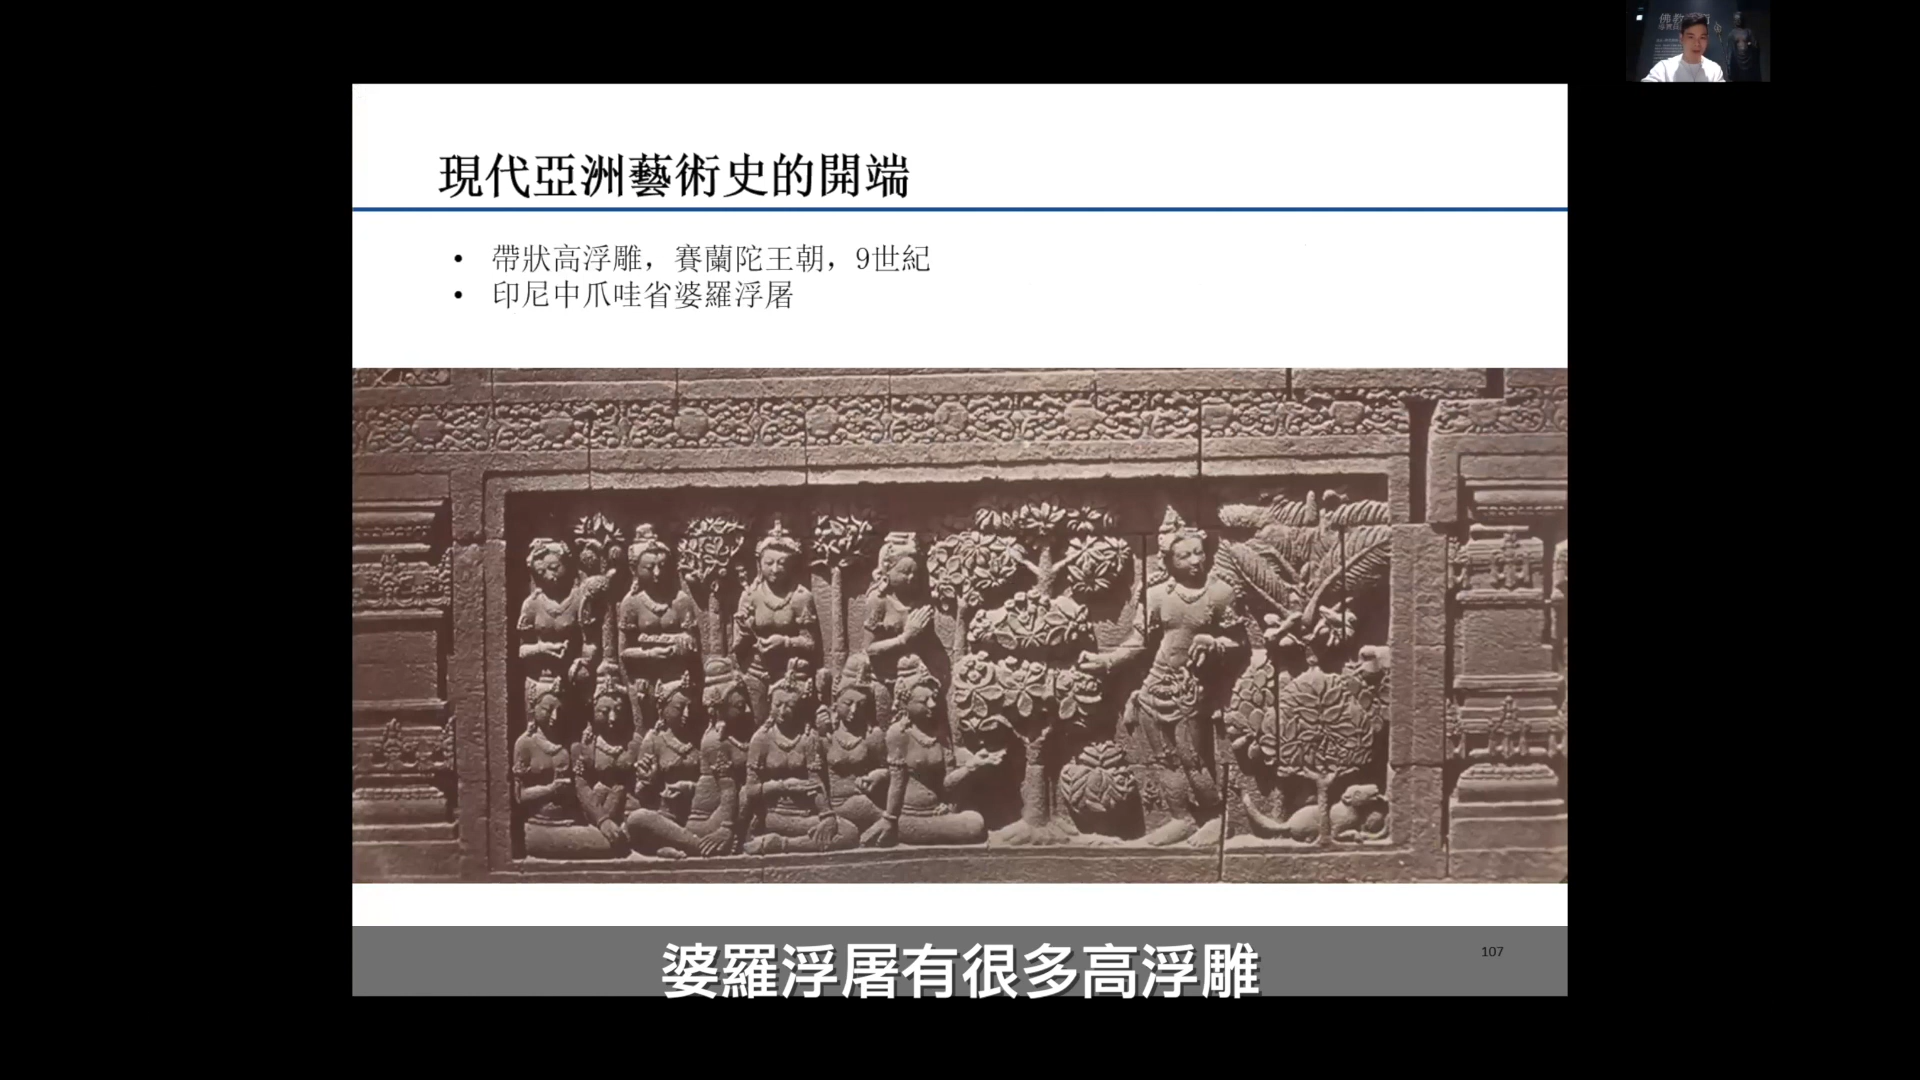 現代亞洲藝術史的開端
• 帶狀高浮雕，賽蘭陀王朝，9世紀
• 印尼中爪哇省婆羅浮屠
婆羅浮屠有很多高浮雕
107